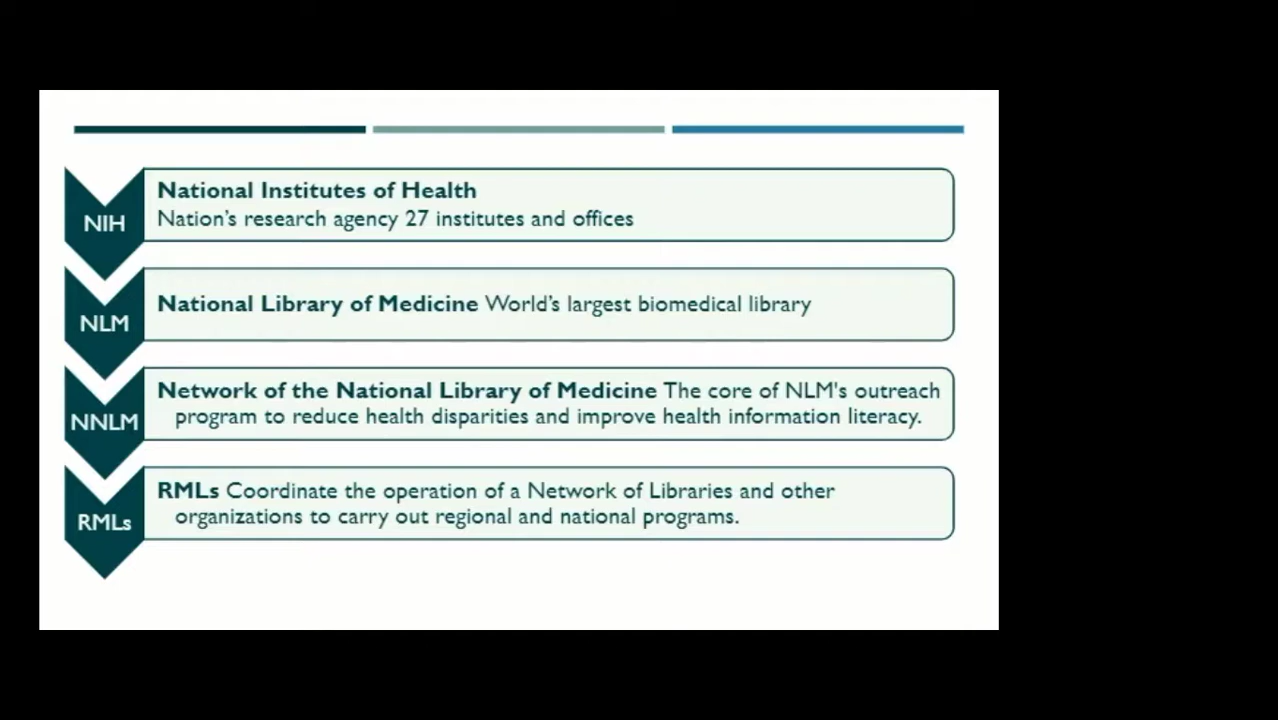 NIH
National Institutes of Health
Nation's research agency 27 institutes and offices
NLM
National Library of Medicine World's largest biomedical library
NNLM
Network of the National Library of Medicine The core of NLM's outreach
program to reduce health disparities and improve health information literacy.
RMLs
RMLs Coordinate the operation of a Network of Libraries and other
organizations to carry out regional and national programs.